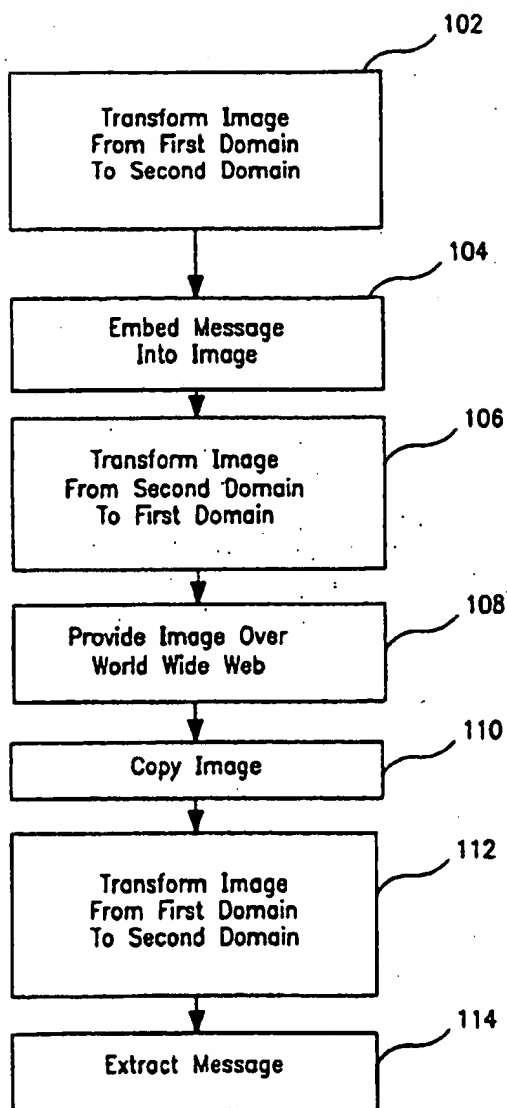 102
Transform Image
From First Domain
To Second Domain
104
Embed Message
Into Image
106
Transform Image
From Second Domain
To First Domain
108
Provide Image Over
World Wide Web
110
Copy Image
112
Transform Image
From First Domain
To Second Domain
114
Extract Message